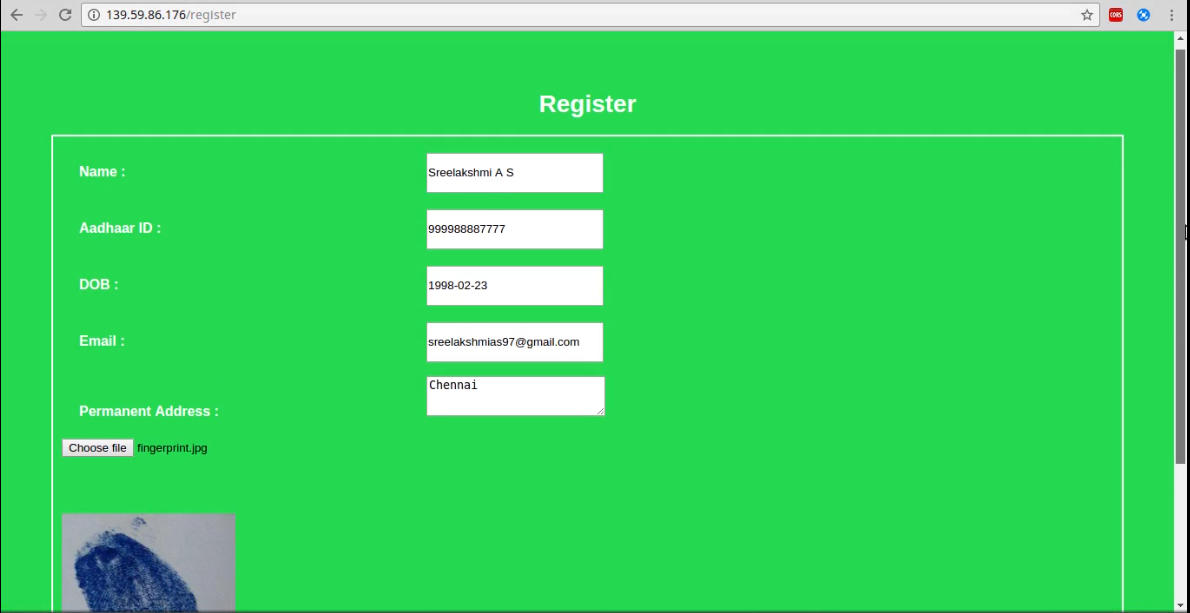 139.59.86.176/register
CORS
Register
Name : Sreelakshmi A S
Aadhaar ID : 999988887777
DOB : 1998-02-23
Email : sreelakshmias97@gmail.com
Chennai
Permanent Address :
Choose file fingerprint.jpg